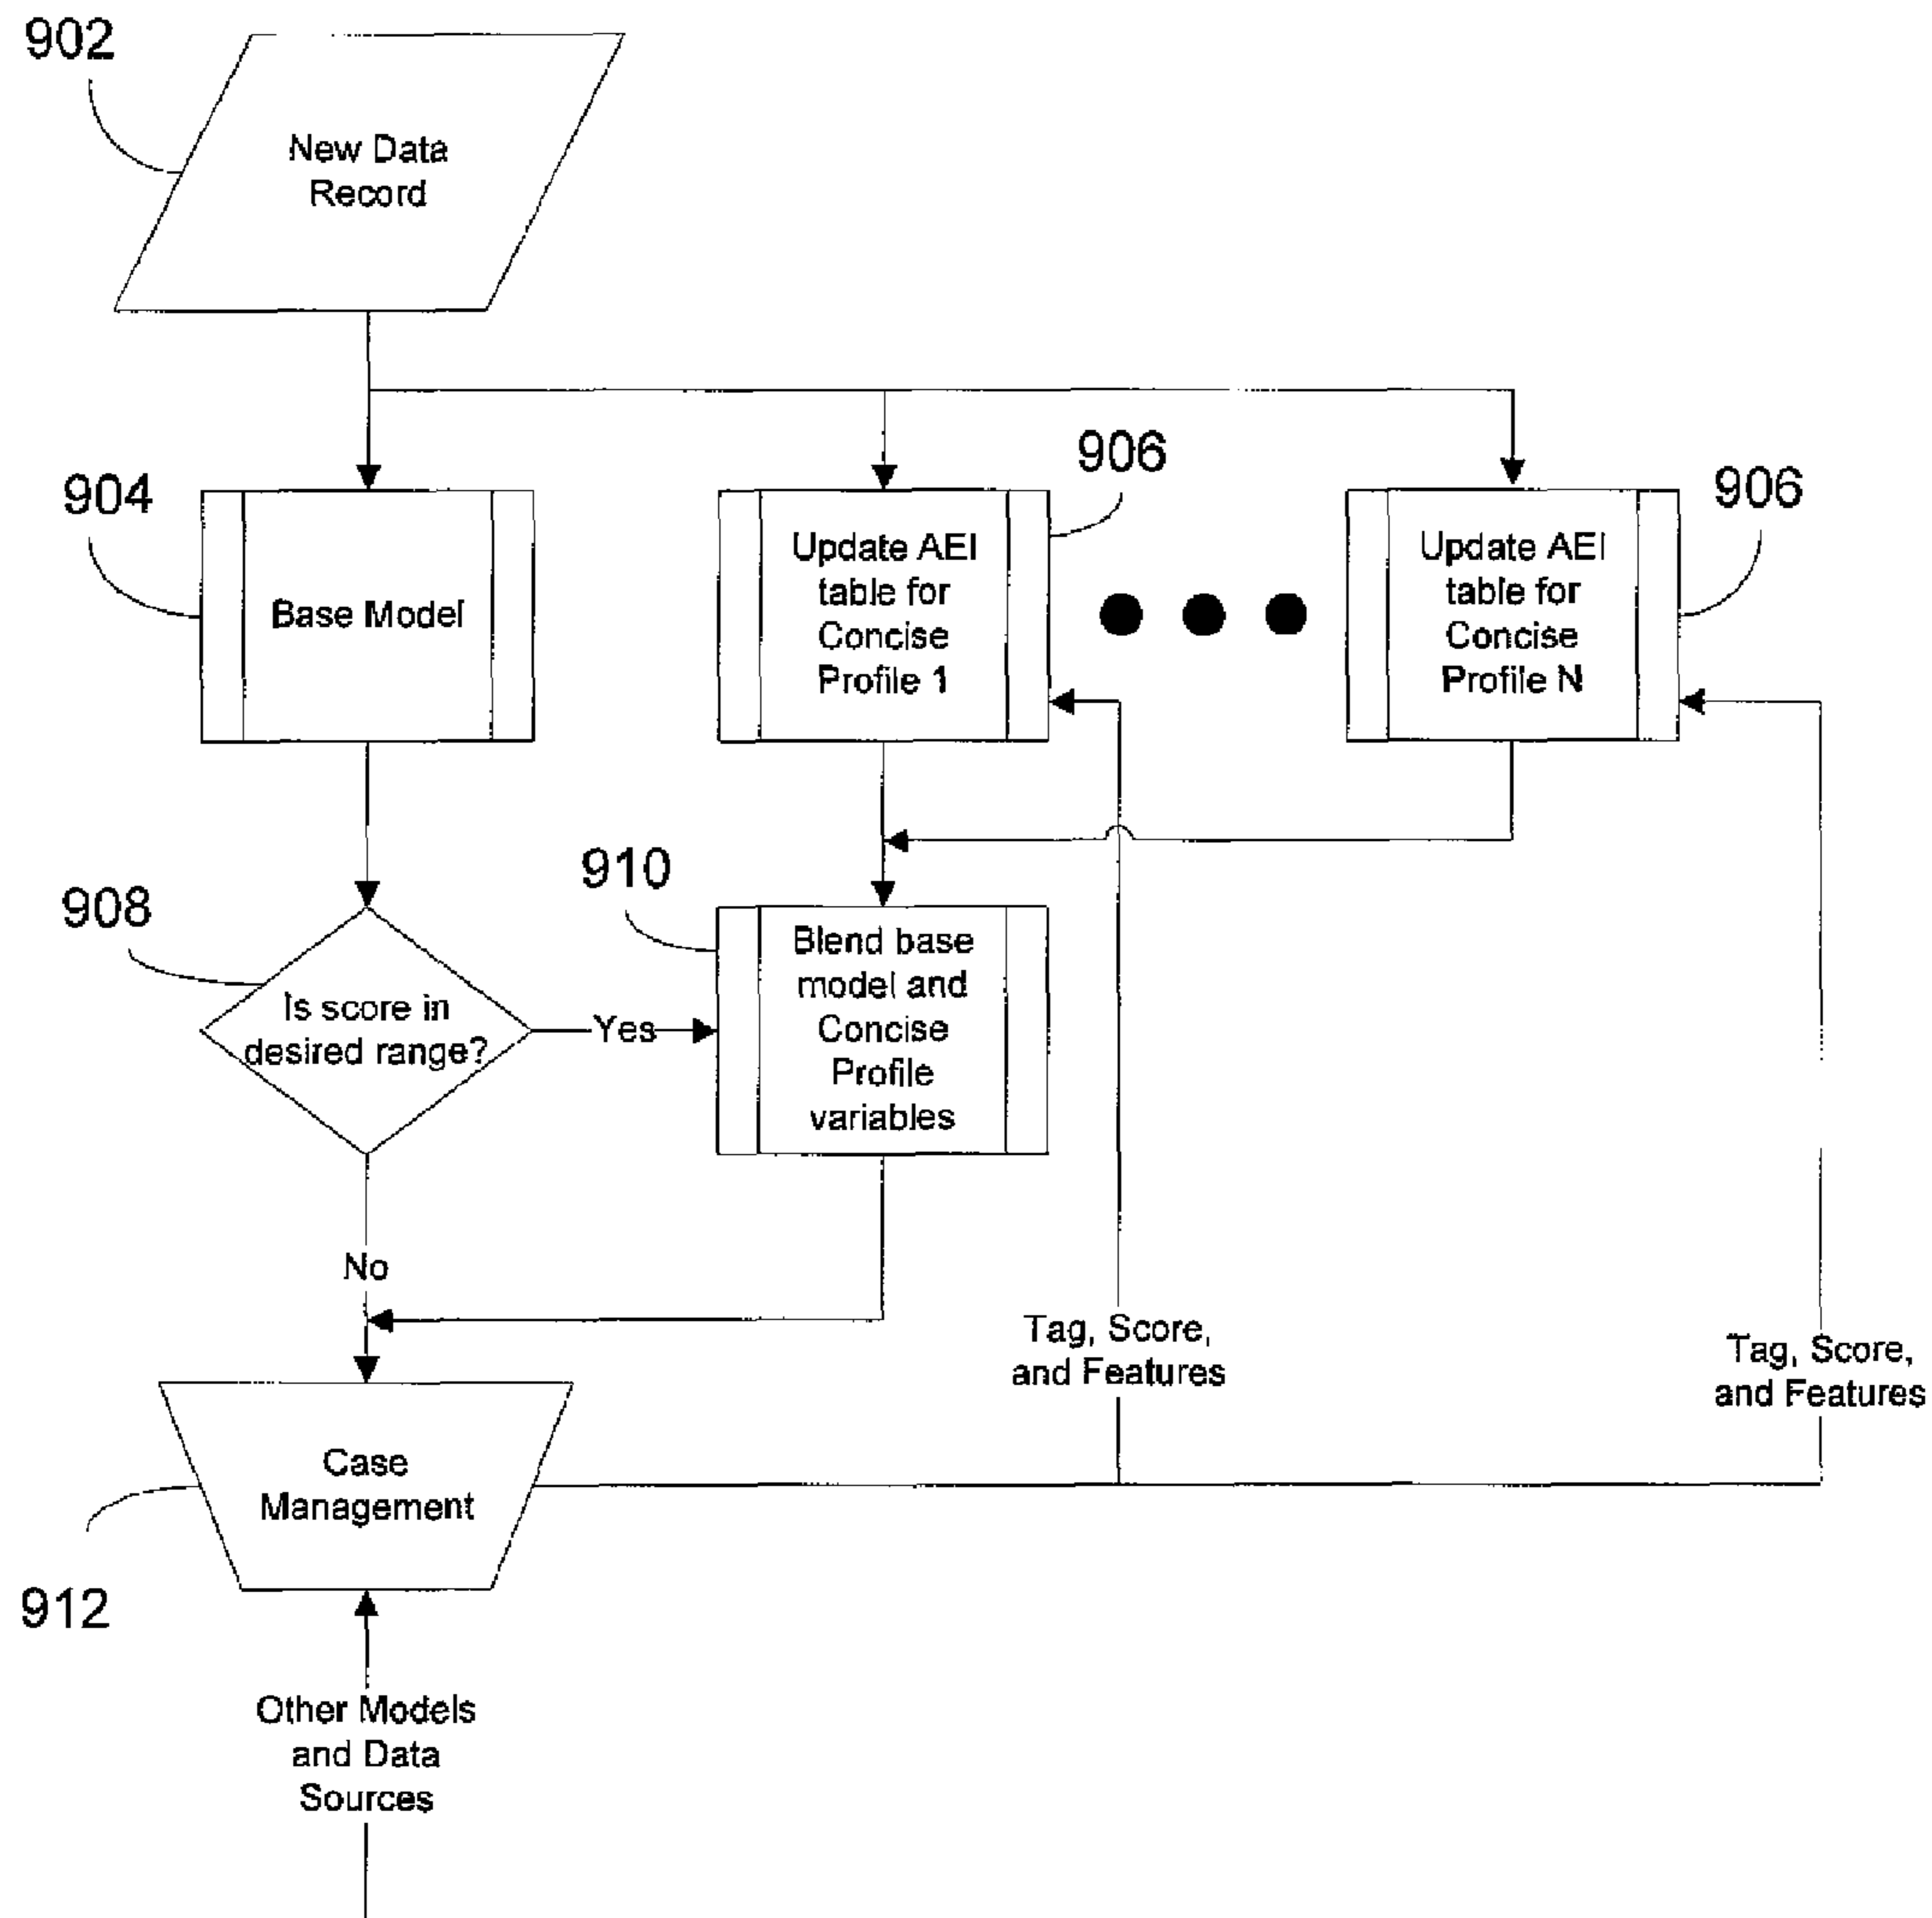 902
New Data
Record
904
Base Model
906
Update AEI
table for
Concise
Profile 1
906
Update AEI
table for
Concise
Profile N
908
Is score in
desired range?
Yes
910
Blend base
model and
Concise
Profile
variables
No
Tag, Score,
and Features
Tag, Score,
and Features
Case
Management
912
Other Models
and Data
Sources